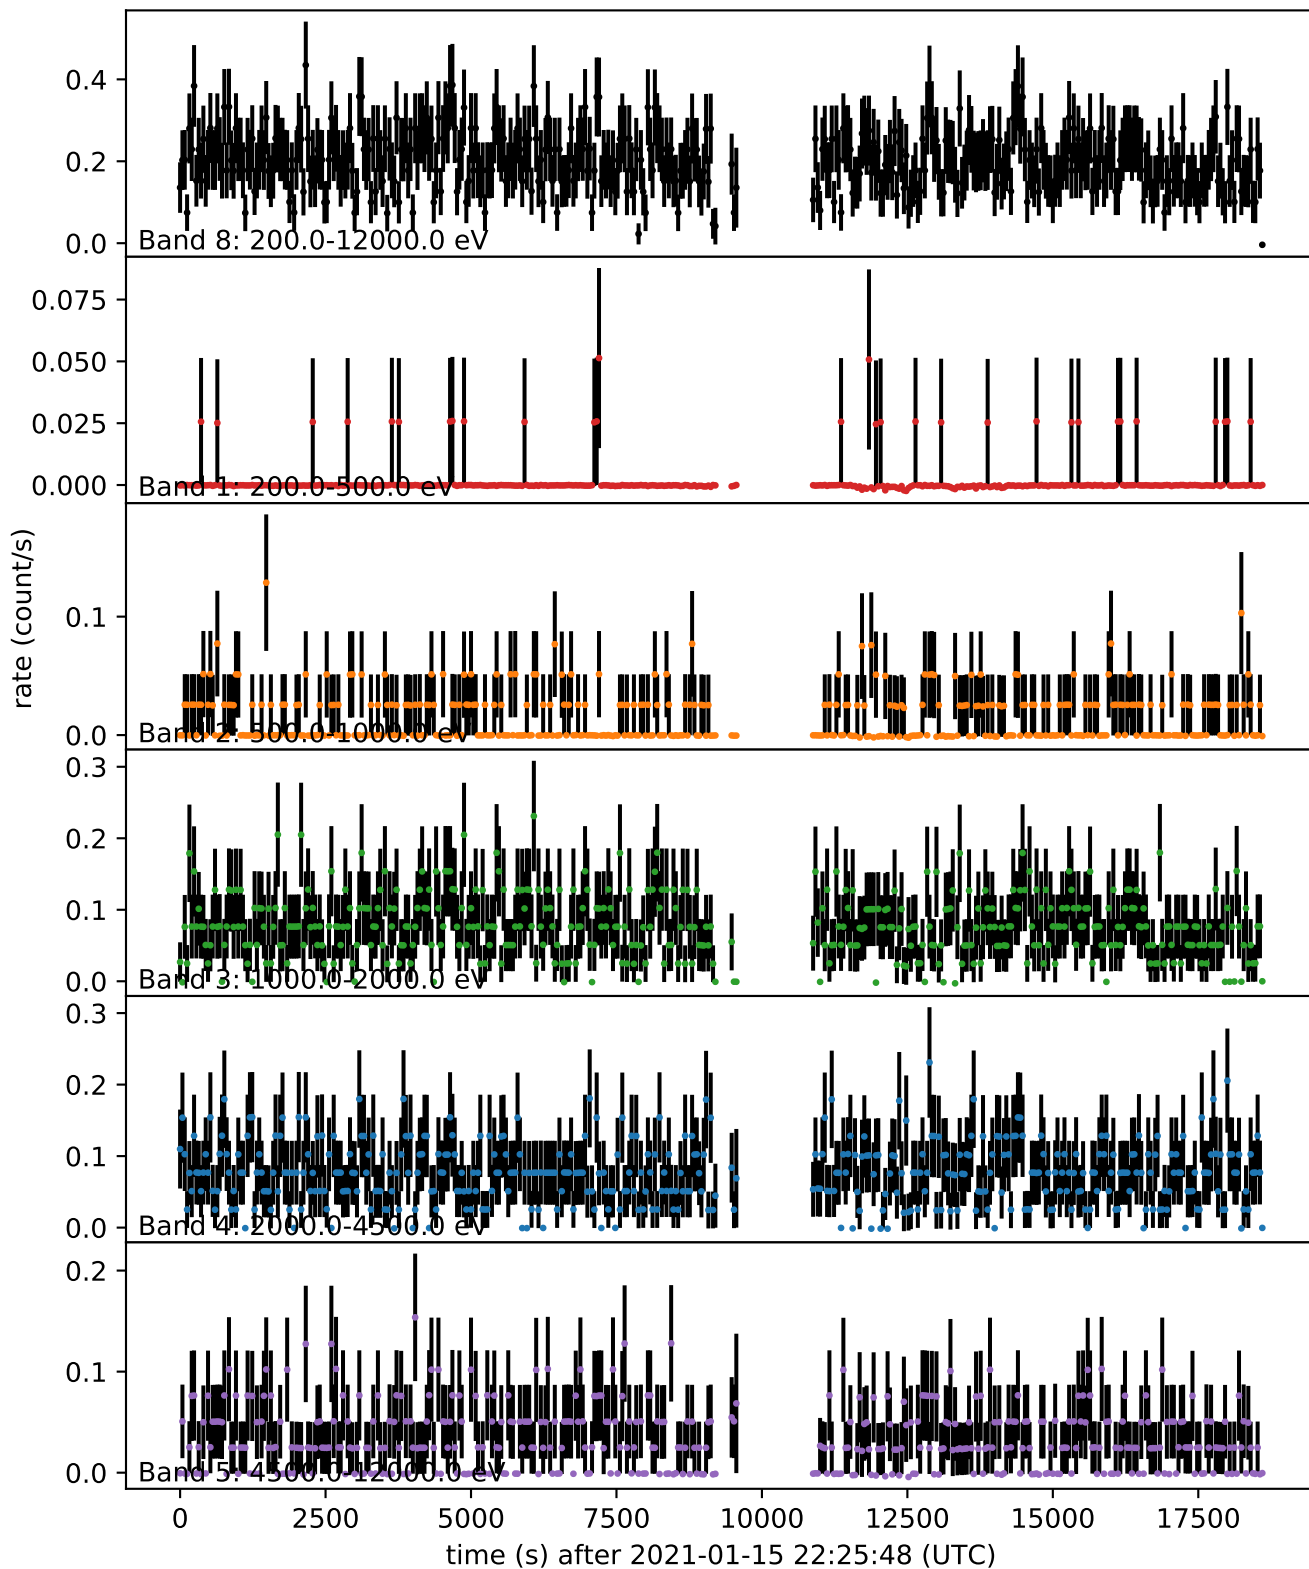 0.4
0.2
0.0
Band 8: 200.0-12000.0 eV
0.075
0.050
0.025
0.000
Band 1: 200.0-500.0 eV
rate (count/s)
0.1
0.0
Band 2: 500.0-1000.0 eV
0.3
0.2
0.1
0.0
Band 3: 1000.0-2000.0 eV
0.3
0.2
0.1
0.0
Band 4: 2000.0-4500.0 eV
0.2
0.1
0.0
Band 5: 4500.0-12000.0 eV
0 2500 5000 7500 10000 12500 15000 17500
time (s) after 2021-01-15 22:25:48 (UTC)